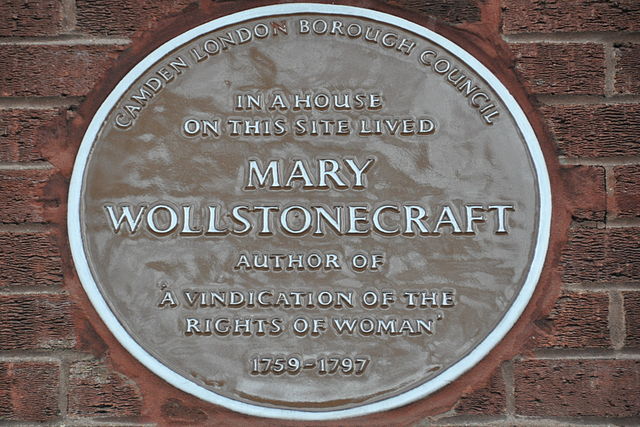 CAMDEN LONDON BOROUGH COUNCIL
IN A HOUSE
ON THIS SITE LIVED
MARY
WOLLSTONECRAFT
AUTHOR OF
'A VINDICATION OF THE
RIGHTS OF WOMAN'
1759-1797